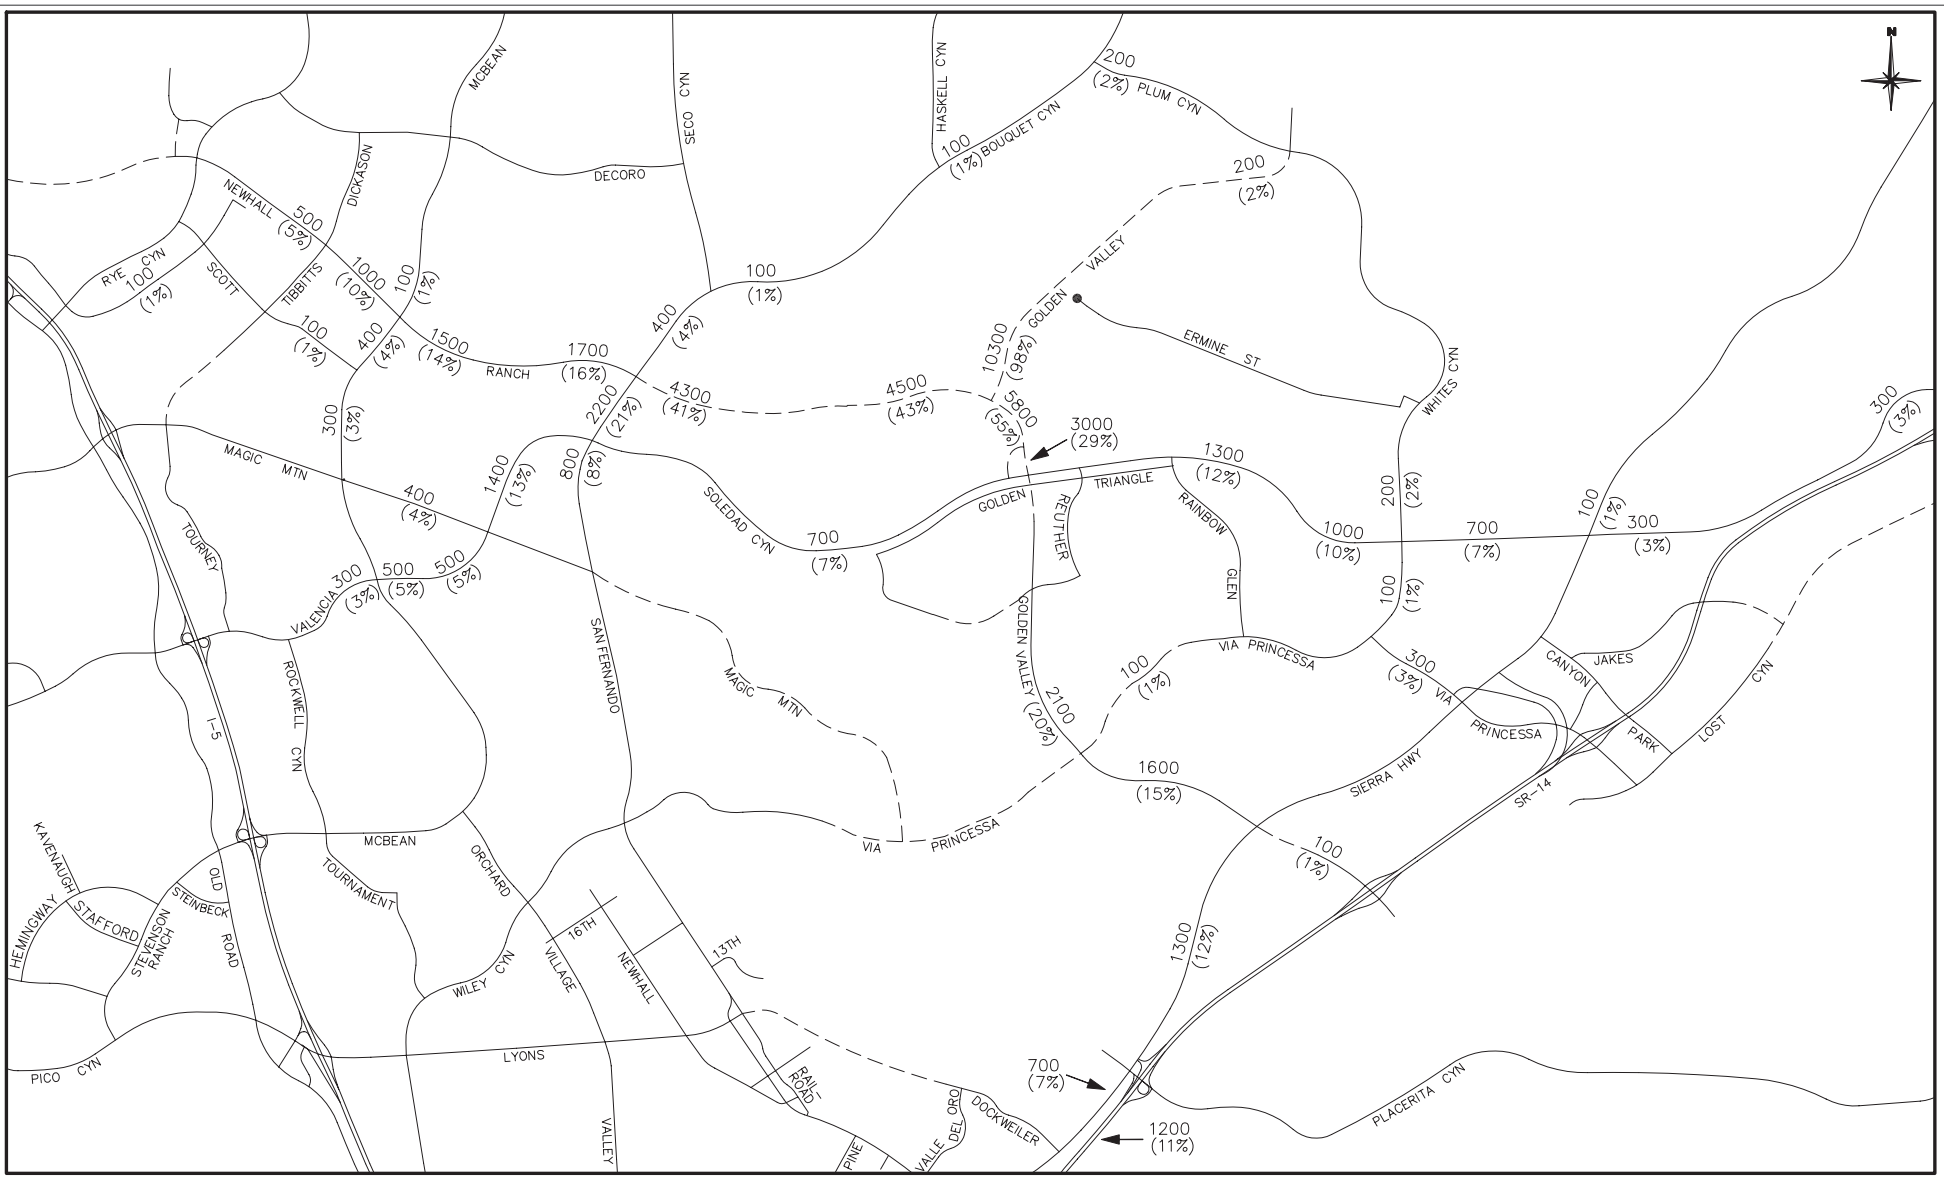 N
MCBEAN
SECO CYN
HASKELL CYN
200
(2%)
PLUM CYN
BOUQUET CYN
100
(1%)
DICKASON
DECORO
200
(2%)
NEWHALL
500
(5%)
RYE CYN
100
(1%)
SCOTT
TIBBITTS
1000
(10%)
100
(1%)
VALLEY
GOLDEN
100
(1%)
400
(4%)
100
(1%)
400
(4%)
1500
(14%)
RANCH
1700
(16%)
10300
(98%)
ERMINE ST
WHITES CYN
300
(3%)
2200
(21%)
4300
(41%)
4500
(43%)
5800
(55%)
3000
(29%)
300
(3%)
MAGIC MTN
400
(4%)
1400
(13%)
800
(8%)
SOLEDAD CYN
700
(7%)
GOLDEN
TRIANGLE
1300
(12%)
REUTHER
RAINBOW
GLEN
200
(2%)
1000
(10%)
700
(7%)
100
(1%)
300
(3%)
TOURNEY
VALENCIA
300
(3%)
500
(5%)
500
(5%)
100
(1%)
GOLDEN VALLEY
2100
(20%)
100
(1%)
VIA PRINCESSA
300
(3%)
VIA
PRINCESSA
CANYON
JAKES
PARK
LOST CYN
SAN FERNANDO
MAGIC MTN
ROCKWELL CYN
I-5
1600
(15%)
SIERRA HWY
SR-14
VIA PRINCESSA
100
(1%)
MCBEAN
KAVENAUGH
HEMINGWAY
STAFFORD
STEVENSON
RANCH
STEINBECK
OLD
ROAD
TOURNAMENT
ORCHARD
VILLAGE
VALLEY
16TH
13TH
NEWHALL
WILEY CYN
1300
(12%)
PICO CYN
LYONS
RAIL-
ROAD
PINE
VALLE
DEL ORO
DOCKWEILER
700
(7%)
1200
(11%)
PLACERITA CYN